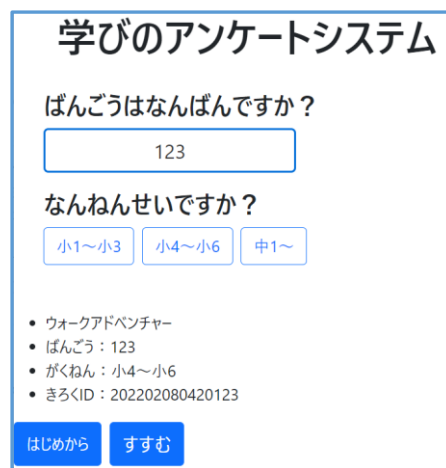 学びのアンケートシステム
ばんごうはなんばんですか？
123
なんねんせいですか？
小1～小3 小4～小6 中1～
ウォークアドベンチャー
ばんごう：123
がくねん：小4～小6
きろくID：202202080420123
はじめから すすむ